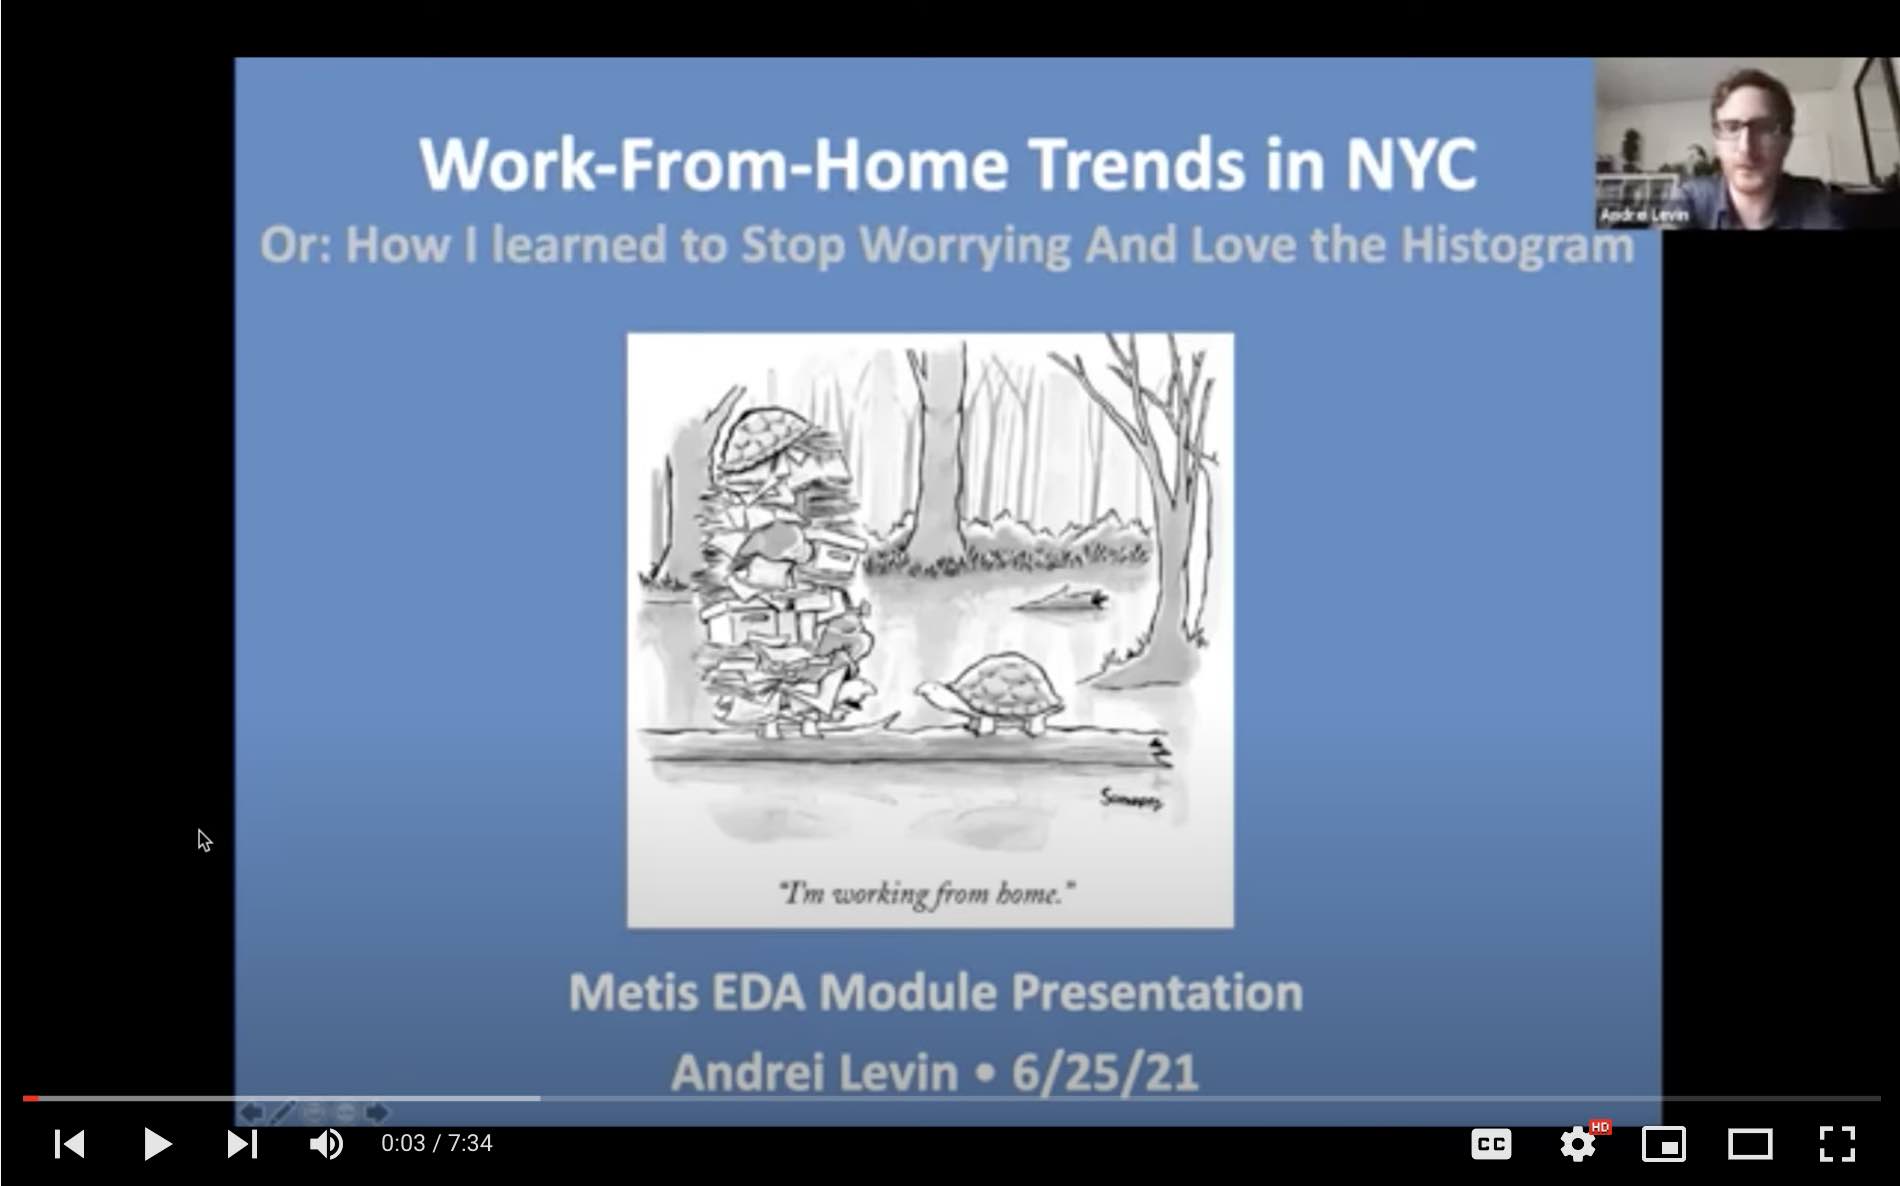 Work-From-Home Trends in NYC
Andrei Levin
Or: How I learned to Stop Worrying And Love the Histogram
"I'm working from home."
Metis EDA Module Presentation
Andrei Levin • 6/25/21
0:03 / 7:34
CC
HD